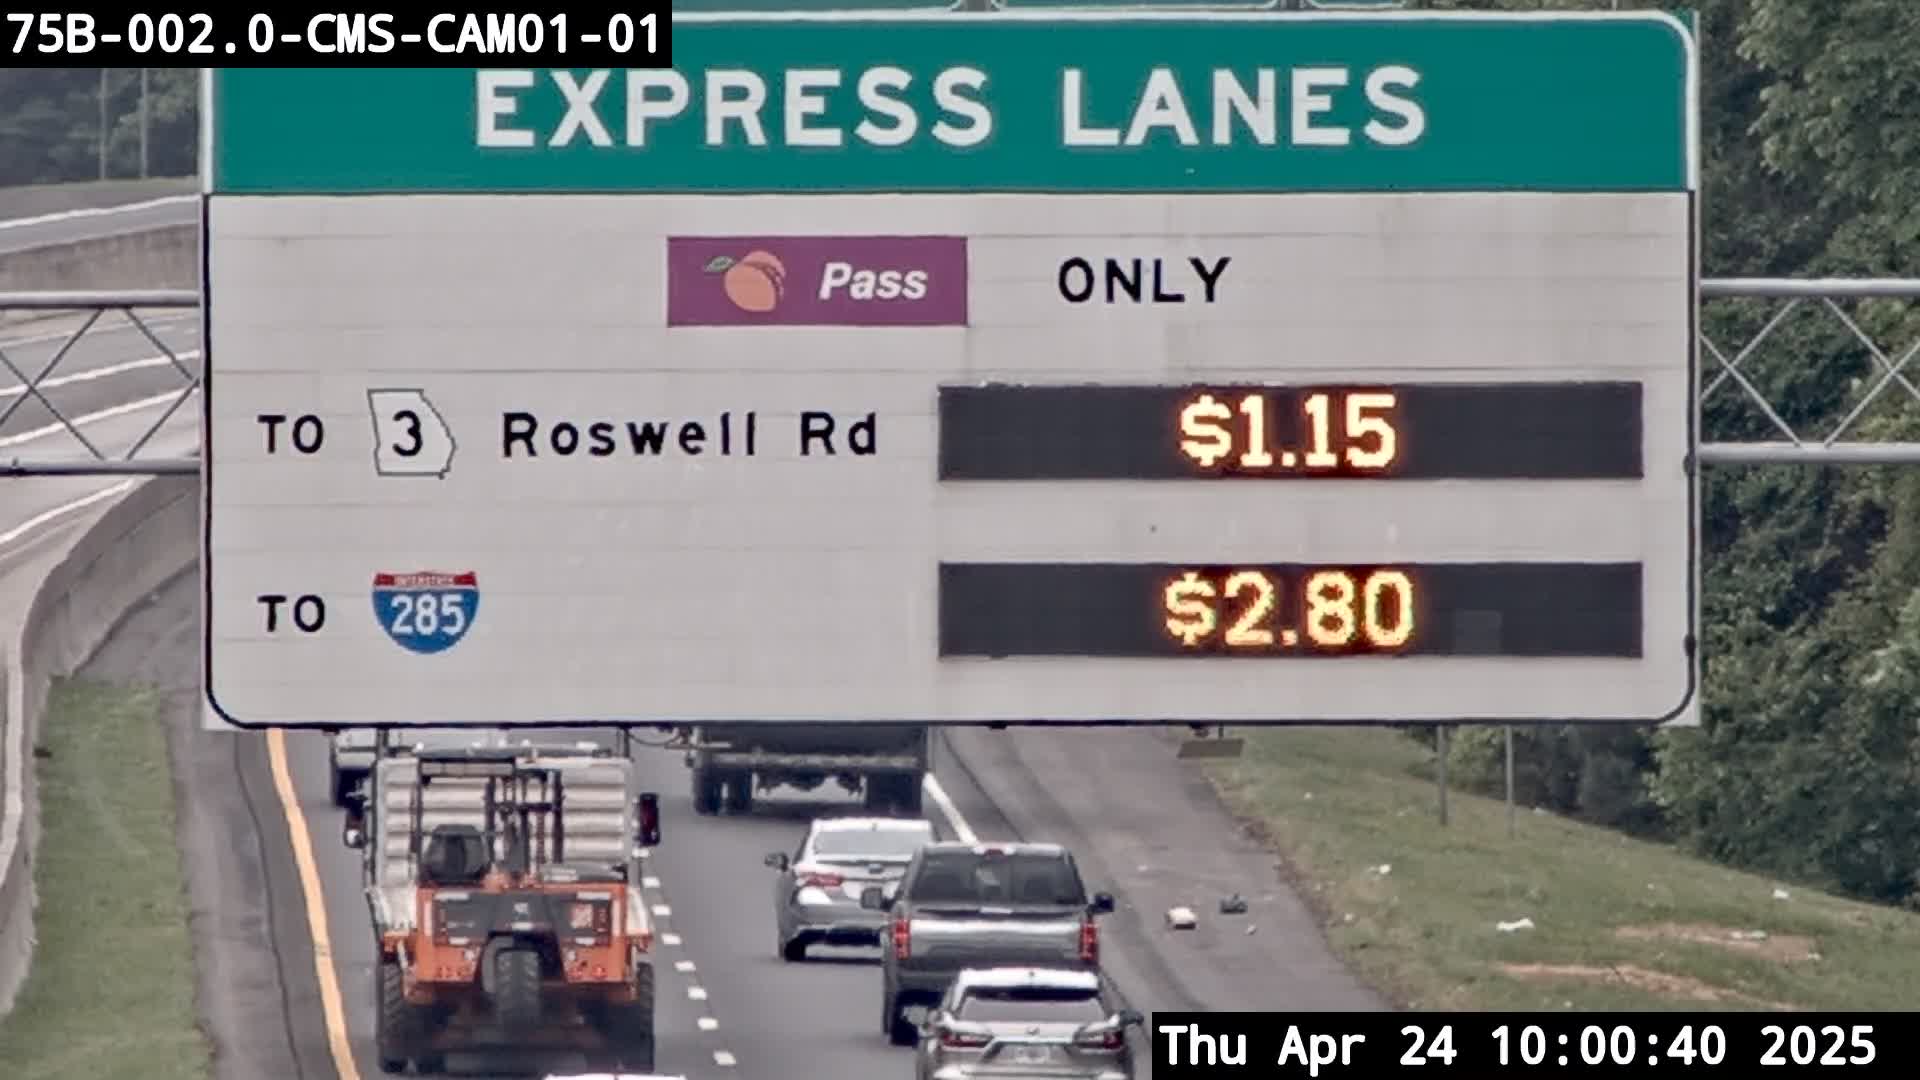 75B-002.0-CMS-CAM01-01
EXPRESS LANES
Pass ONLY
TO 3 Roswell Rd $1.15
TO INTERSTATE 285 $2.80
Thu Apr 24 10:00:40 2025